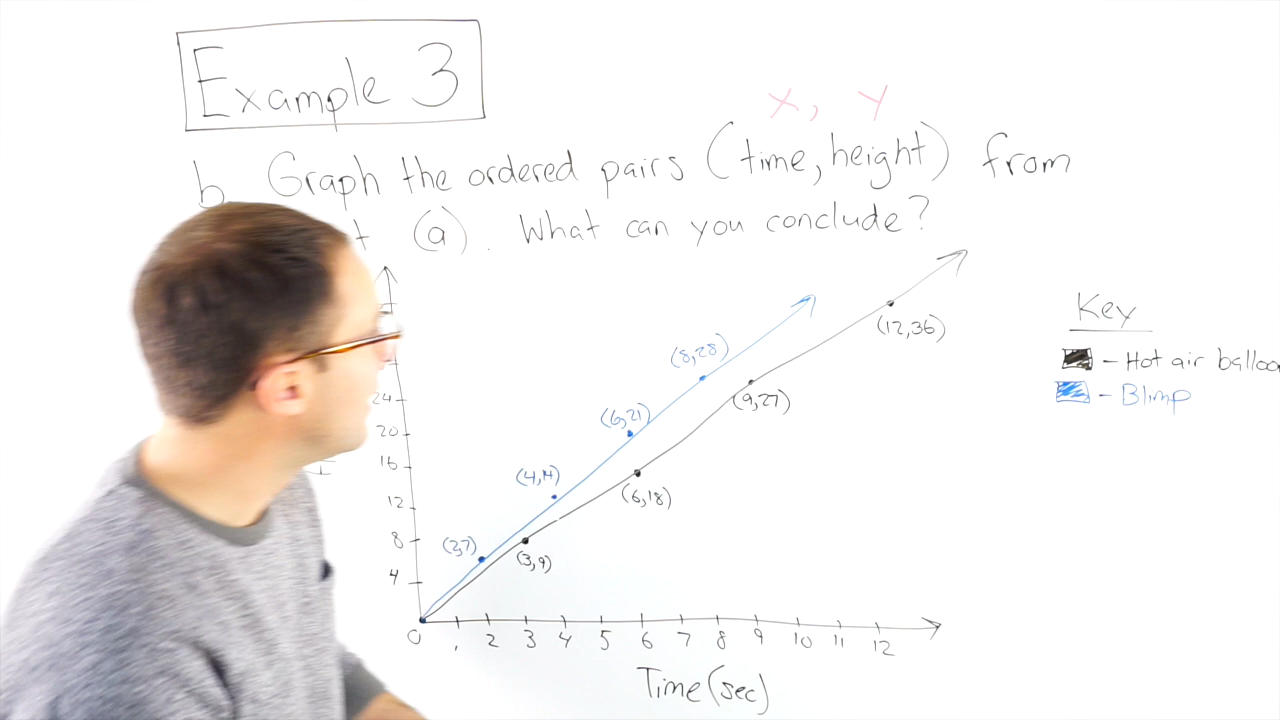 Example 3
X, Y
b Graph the ordered pairs (time, height) from
(a). What can you conclude?
Key
- Hot air balloo
- Blimp
(12,36)
(8,28)
(9,27)
24
(6,21)
20
16
(4,14)
(6,18)
12
8
(2,7)
(3,9)
4
0 2 3 4 5 6 7 8 9 10 11 12
Time (sec)